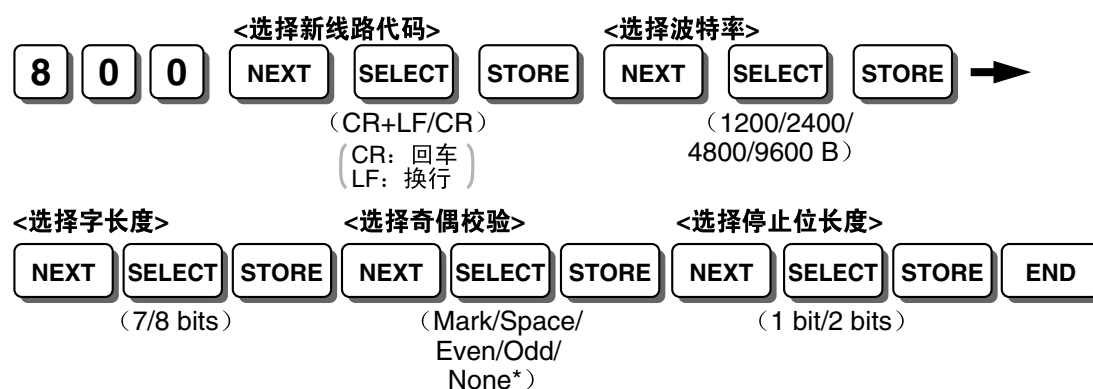 <选择新线路代码> <选择波特率>
8 0 0 NEXT SELECT STORE NEXT SELECT STORE
（CR+LF/CR） （1200/2400/
4800/9600 B）
CR：回车
LF：换行
<选择字长度> <选择奇偶校验> <选择停止位长度>
NEXT SELECT STORE NEXT SELECT STORE NEXT SELECT STORE END
（7/8 bits） （Mark/Space/ （1 bit/2 bits）
Even/Odd/
None*）